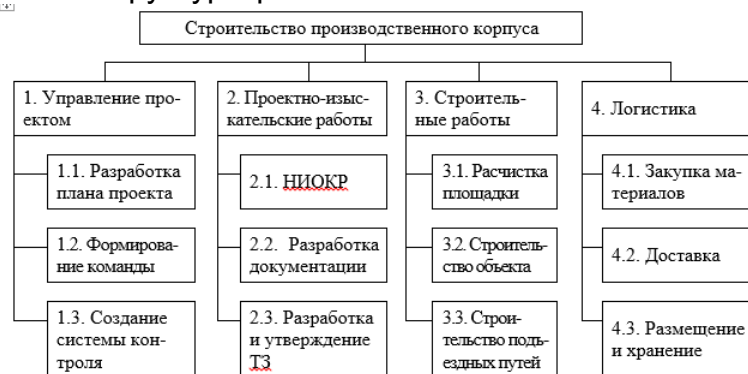 Строительство производственного корпуса
1. Управление про-
ектом
1.1. Разработка
плана проекта
1.2. Формирова-
ние команды
1.3. Создание
системы кон-
троля
2. Проектно-изыс-
кательские работы
2.1. НИОКР
2.2. Разработка
документации
2.3. Разработка
и утверждение
ТЗ
3. Строитель-
ные работы
3.1. Расчистка
площадки
3.2. Строитель-
ство объекта
3.3. Строи-
тельство подъ-
ездных путей
4. Логистика
4.1. Закупка ма-
териалов
4.2. Доставка
4.3. Размещение
и хранение